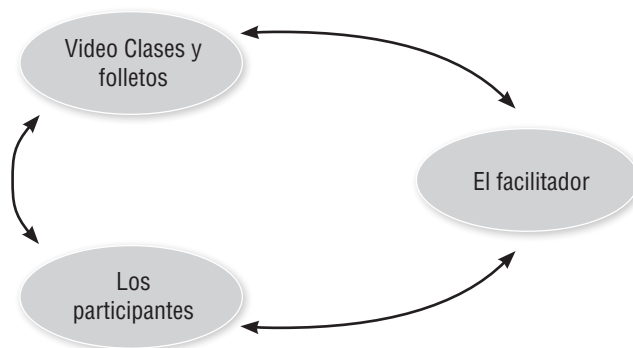 Video Clases y
folletos
El facilitador
Los
participantes